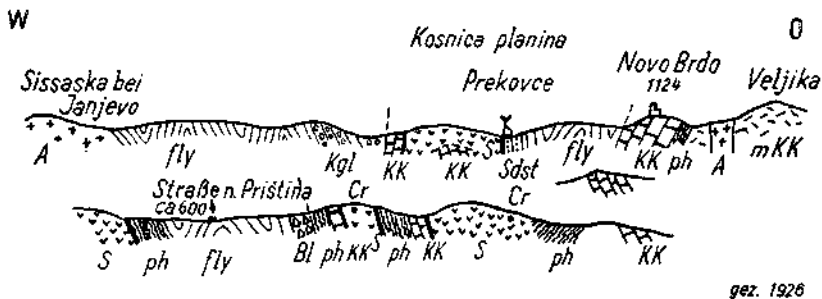 W
O
Kosnica planina
Sissaska bei
Janjevo
Prekovce
Novo Brdo
1124
Veljika
A
fly
Kgl
KK
KK
S
Sdst
fly
KK
ph
A
mKK
Straße n. Priština
ca 600
Cr
Cr
S
ph
fly
Bl
ph
KK
S
ph
KK
S
ph
KK
gez. 1926